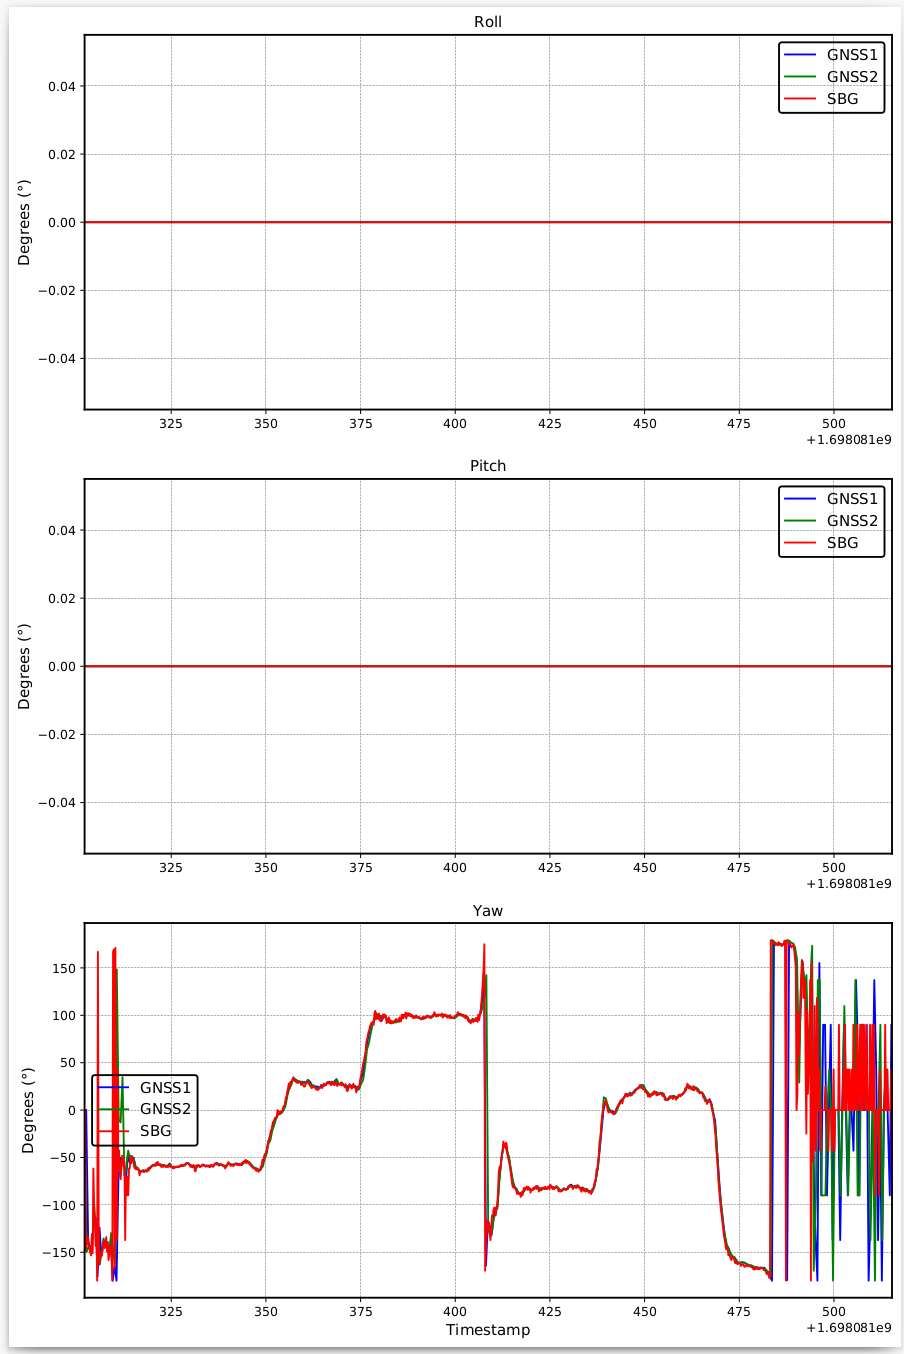 Roll
GNSS1
GNSS2
SBG
Degrees (°)
0.04
0.02
0.00
−0.02
−0.04
325 350 375 400 425 450 475 500
+1.698081e9
Pitch
GNSS1
GNSS2
SBG
Degrees (°)
0.04
0.02
0.00
−0.02
−0.04
325 350 375 400 425 450 475 500
+1.698081e9
Yaw
Degrees (°)
150
100
50
0
−50
−100
−150
GNSS1
GNSS2
SBG
325 350 375 400 425 450 475 500
+1.698081e9
Timestamp